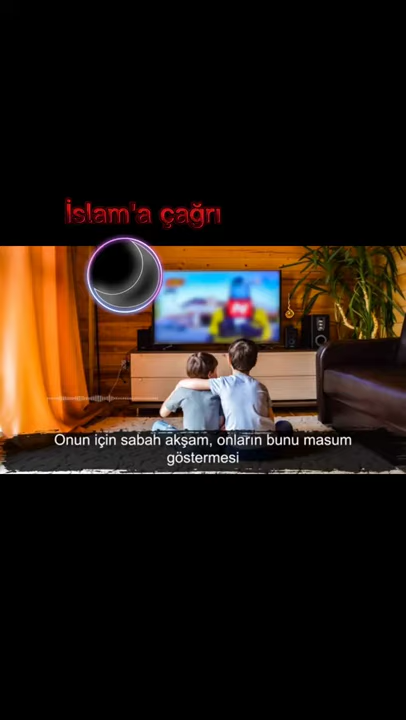 İslam'a çağrı
Onun için sabah akşam, onların bunu masum
göstermesi